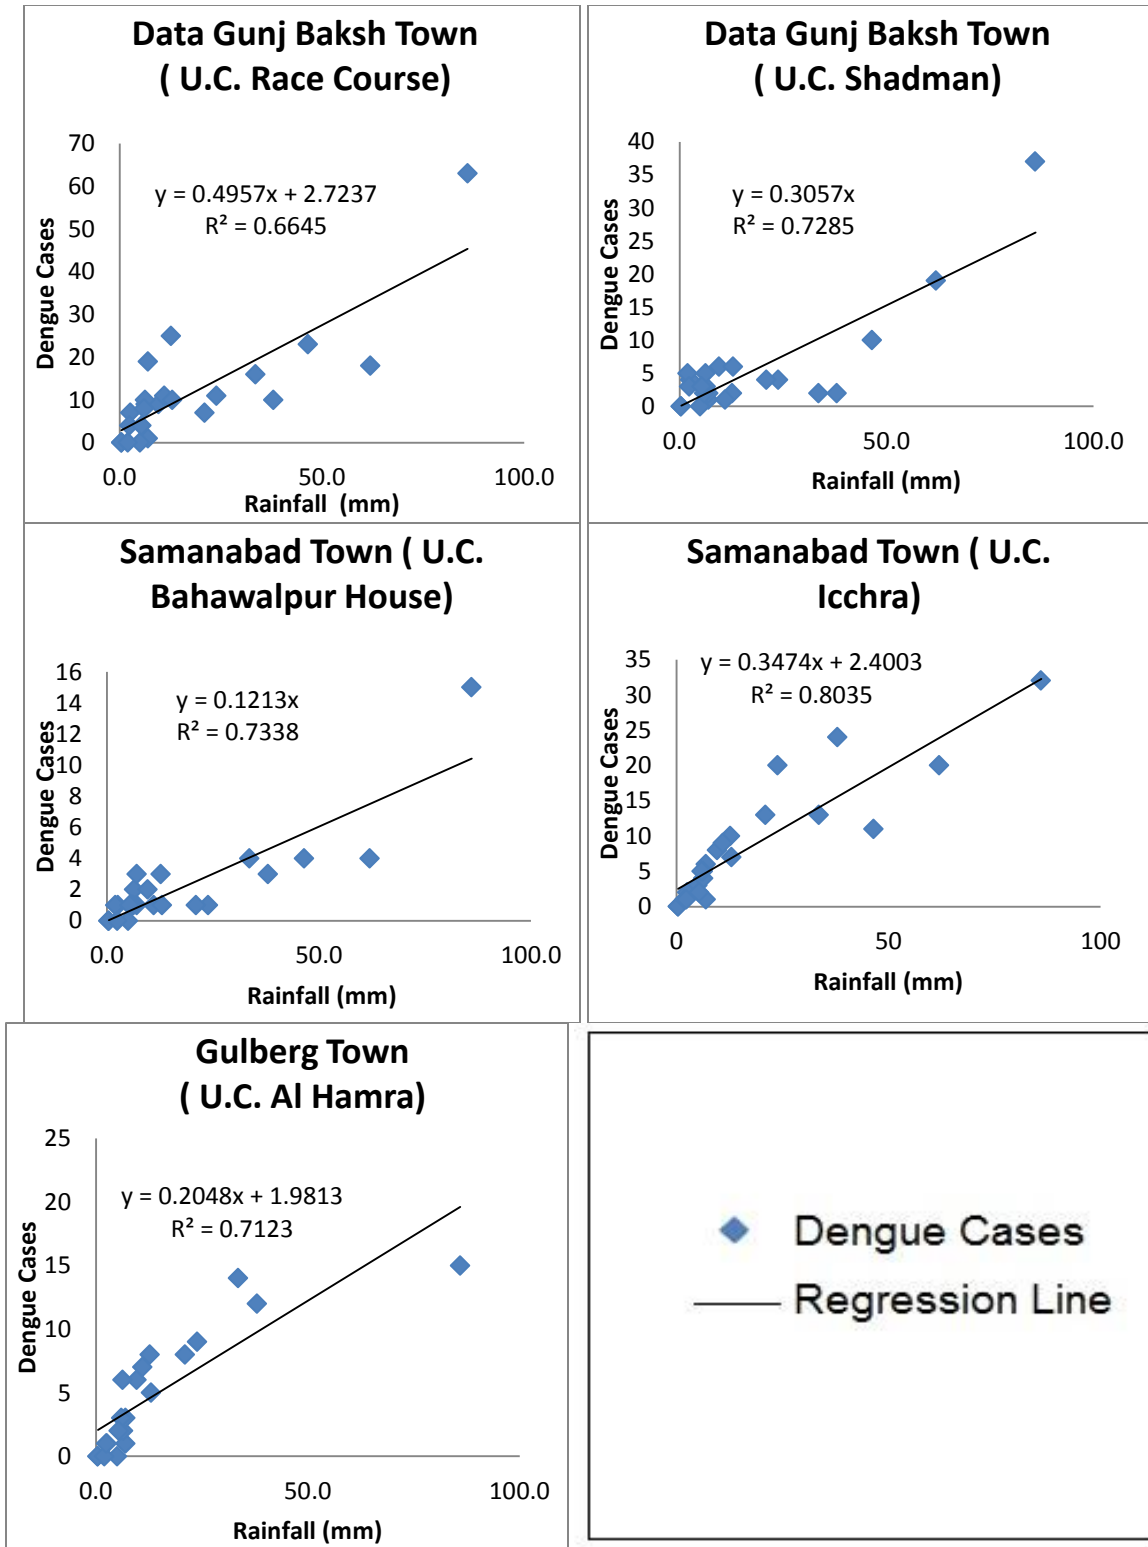 Data Gunj Baksh Town
( U.C. Race Course)
70
60
50
40
30
20
10
0
Dengue Cases
y = 0.4957x + 2.7237
R² = 0.6645
0.0 50.0 100.0
Rainfall (mm)
Data Gunj Baksh Town
( U.C. Shadman)
40
35
30
25
20
15
10
5
0
Dengue Cases
y = 0.3057x
R² = 0.7285
0.0 50.0 100.0
Rainfall (mm)
Samanabad Town ( U.C.
Bahawalpur House)
16
14
12
10
8
6
4
2
0
Dengue Cases
y = 0.1213x
R² = 0.7338
0.0 50.0 100.0
Rainfall (mm)
Samanabad Town ( U.C.
Icchra)
35
30
25
20
15
10
5
0
Dengue Cases
y = 0.3474x + 2.4003
R² = 0.8035
0 50 100
Rainfall (mm)
Gulberg Town
( U.C. Al Hamra)
25
20
15
10
5
0
Dengue Cases
y = 0.2048x + 1.9813
R² = 0.7123
0.0 50.0 100.0
Rainfall (mm)
Dengue Cases
Regression Line